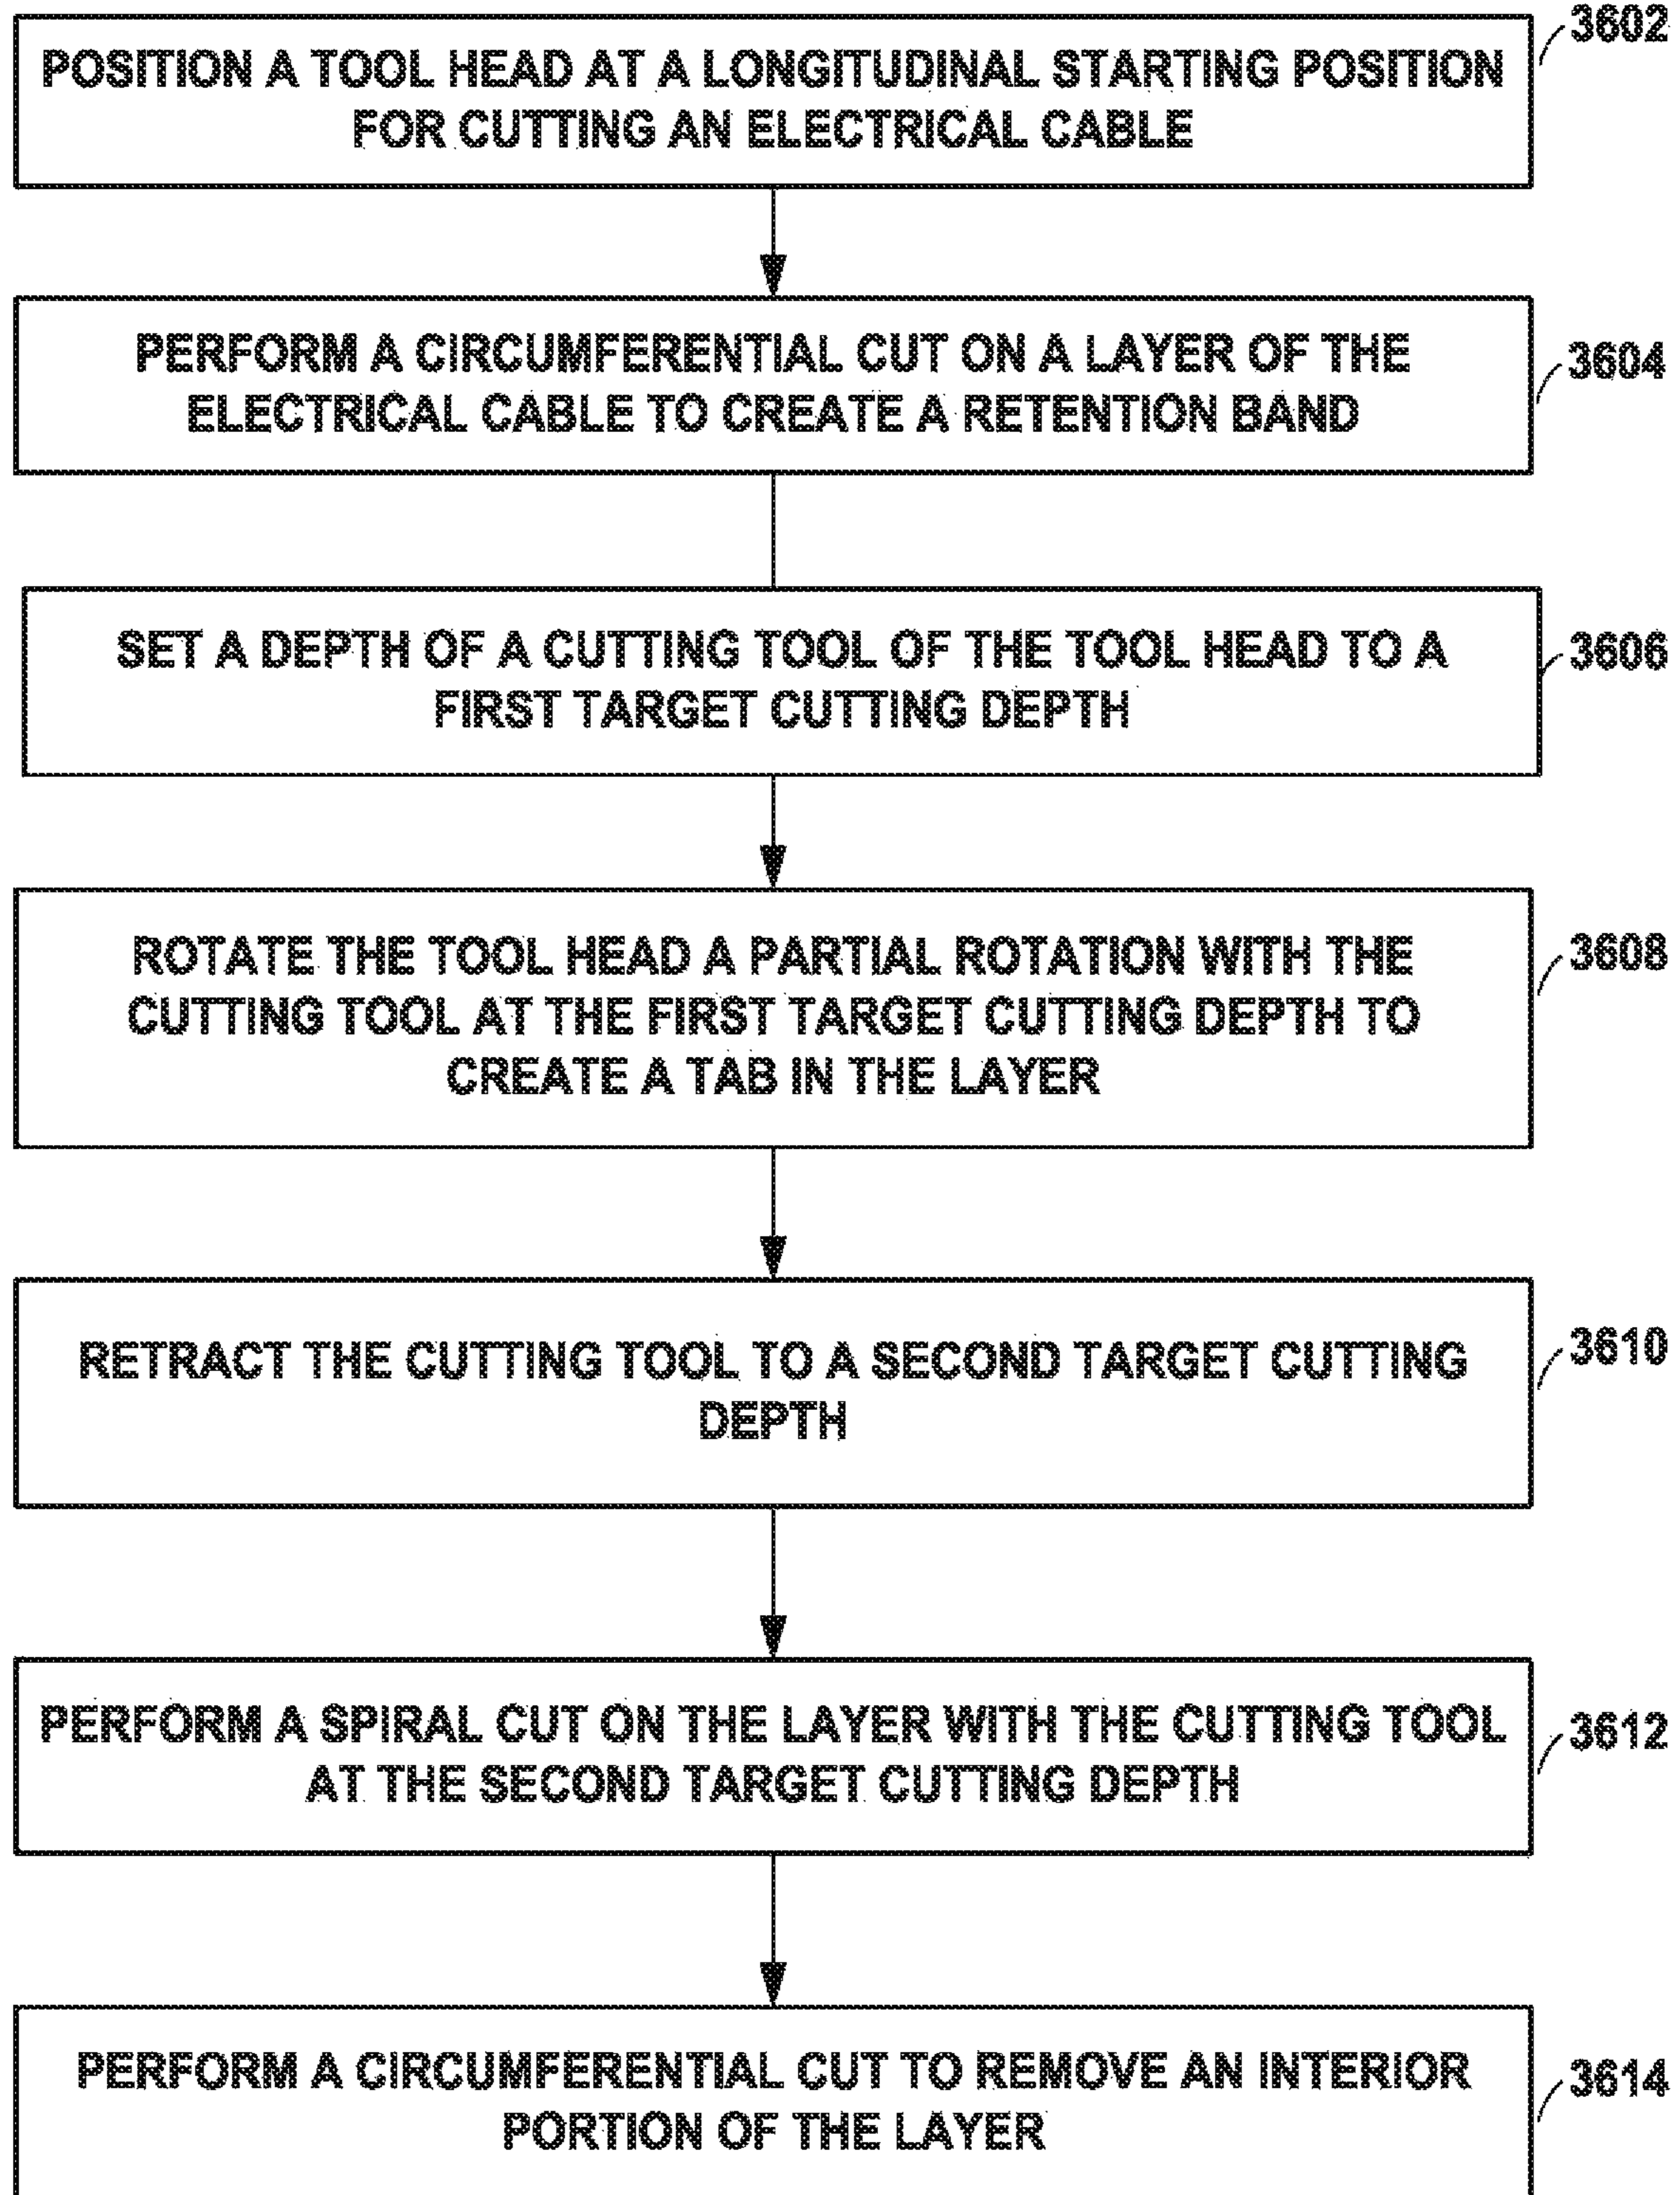 3602
POSITION A TOOL HEAD AT A LONGITUDINAL STARTING POSITION
FOR CUTTING AN ELECTRICAL CABLE
3604
PERFORM A CIRCUMFERENTIAL CUT ON A LAYER OF THE
ELECTRICAL CABLE TO CREATE A RETENTION BAND
3606
SET A DEPTH OF A CUTTING TOOL OF THE TOOL HEAD TO A
FIRST TARGET CUTTING DEPTH
3608
ROTATE THE TOOL HEAD A PARTIAL ROTATION WITH THE
CUTTING TOOL AT THE FIRST TARGET CUTTING DEPTH TO
CREATE A TAB IN THE LAYER
3610
RETRACT THE CUTTING TOOL TO A SECOND TARGET CUTTING
DEPTH
3612
PERFORM A SPIRAL CUT ON THE LAYER WITH THE CUTTING TOOL
AT THE SECOND TARGET CUTTING DEPTH
3614
PERFORM A CIRCUMFERENTIAL CUT TO REMOVE AN INTERIOR
PORTION OF THE LAYER